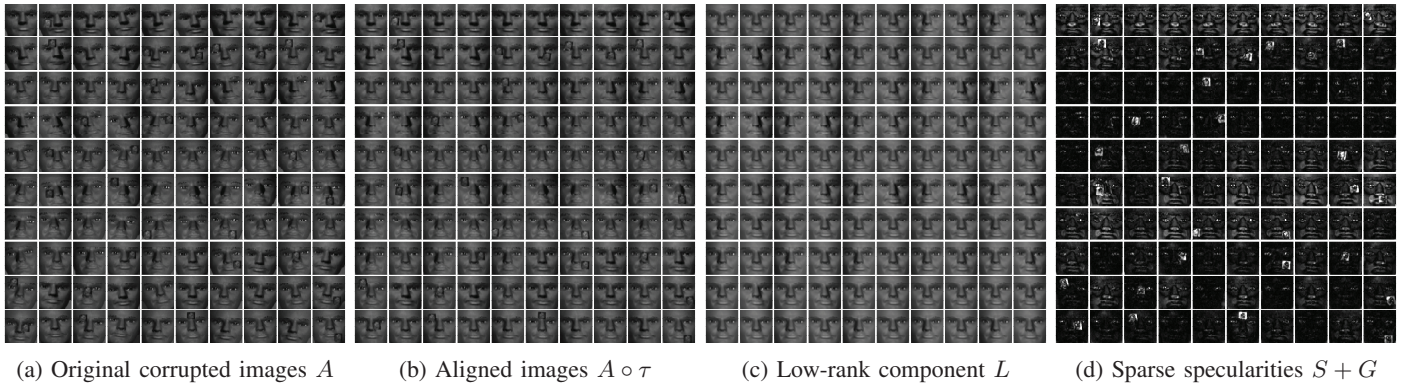 (a) Original corrupted images A
(b) Aligned images A ∘ τ
(c) Low-rank component L
(d) Sparse specularities S + G